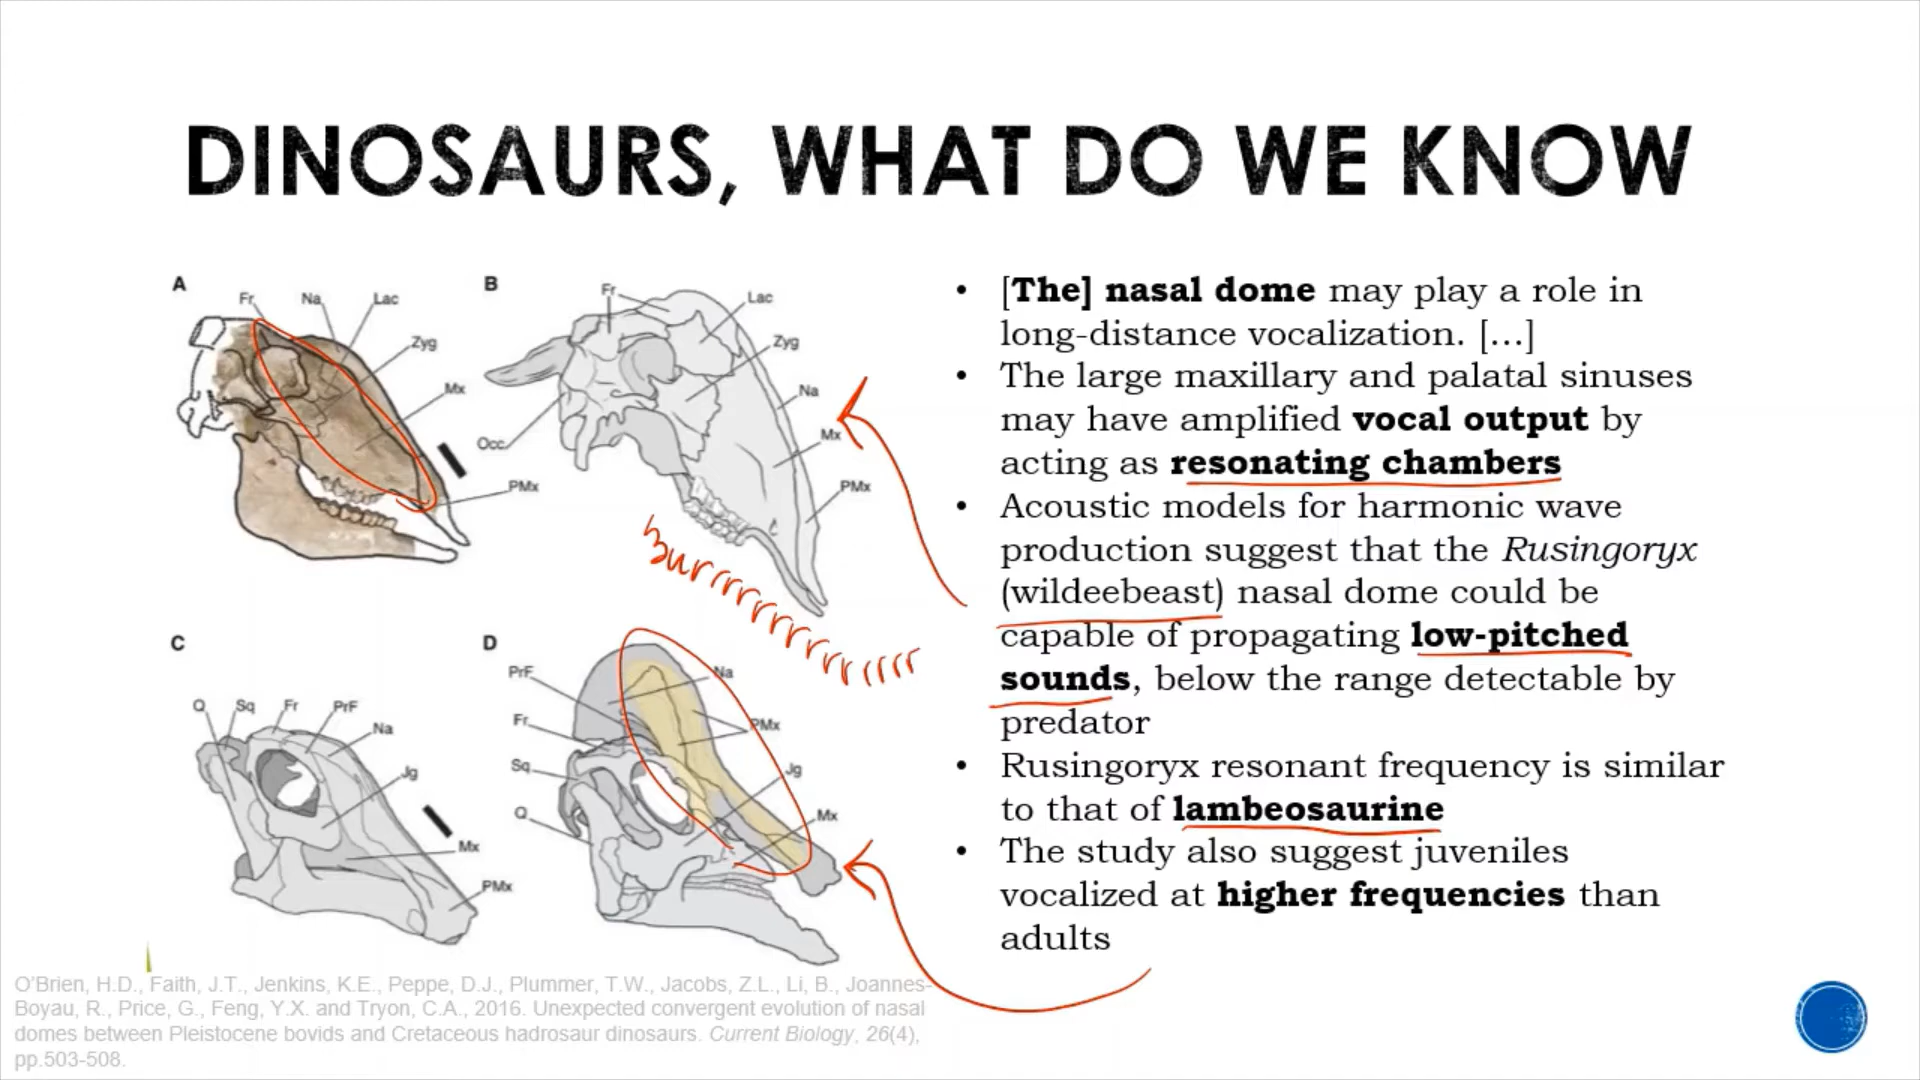 DINOSAURS, WHAT DO WE KNOW
A
Fr
Na
Lac
Zyg
Mx
PMx
B
Fr
Lac
Zyg
Na
Mx
PMx
Occ
C
Q
Sq
Fr
PrF
Na
Jg
Mx
PMx
D
PrF
Fr
Sq
Q
Na
PMx
Jg
Mx
• [The] nasal dome may play a role in
long-distance vocalization. [...]
• The large maxillary and palatal sinuses
may have amplified vocal output by
acting as resonating chambers
• Acoustic models for harmonic wave
production suggest that the Rusingoryx
(wildeebeast) nasal dome could be
capable of propagating low-pitched
sounds, below the range detectable by
predator
• Rusingoryx resonant frequency is similar
to that of lambeosaurine
• The study also suggest juveniles
vocalized at higher frequencies than
adults
O'Brien, H.D., Faith, J.T., Jenkins, K.E., Peppe, D.J., Plummer, T.W., Jacobs, Z.L., Li, B., Joannes-
Boyau, R., Price, G., Feng, Y.X. and Tryon, C.A., 2016. Unexpected convergent evolution of nasal
domes between Pleistocene bovids and Cretaceous hadrosaur dinosaurs. Current Biology, 26(4),
pp.503-508.